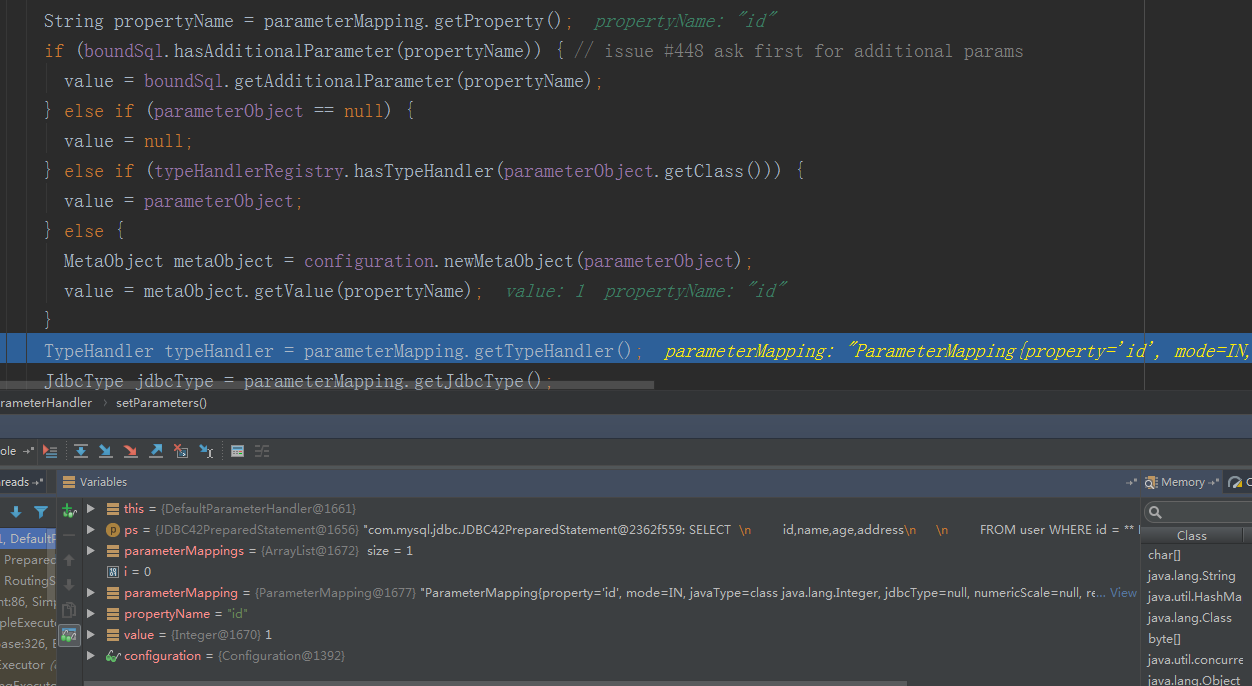 String propertyName = parameterMapping.getProperty(); propertyName: "id"
if (boundSql.hasAdditionalParameter(propertyName)) { // issue #448 ask first for additional params
value = boundSql.getAdditionalParameter(propertyName);
} else if (parameterObject == null) {
value = null;
} else if (typeHandlerRegistry.hasTypeHandler(parameterObject.getClass())) {
value = parameterObject;
} else {
MetaObject metaObject = configuration.newMetaObject(parameterObject);
value = metaObject.getValue(propertyName); value: 1 propertyName: "id"
}
TypeHandler typeHandler = parameterMapping.getTypeHandler(); parameterMapping: "ParameterMapping{property='id', mode=IN,
JdbcType jdbcType = parameterMapping.getJdbcType();
rameterHandler › setParameters()
ole
reads Variables Memory
this = {DefaultParameterHandler@1661}
1, DefaultP ps = {JDBC42PreparedStatement@1656} "com.mysql.jdbc.JDBC42PreparedStatement@2362f559: SELECT \n id,name,age,address\n \n FROM user WHERE id = **
Class
Prepared parameterMappings = {ArrayList@1672} size = 1
char[]
RoutingS i = 0
java.lang.String
nt:86, Sim parameterMapping = {ParameterMapping@1677} "ParameterMapping{property='id', mode=IN, javaType=class java.lang.Integer, jdbcType=null, numericScale=null, re... View
java.util.HashMa
pleExecut propertyName = "id"
java.lang.Class
ase:326, B value = {Integer@1670} 1
byte[]
Executor configuration = {Configuration@1392}
java.util.concurre
java.lang.Object